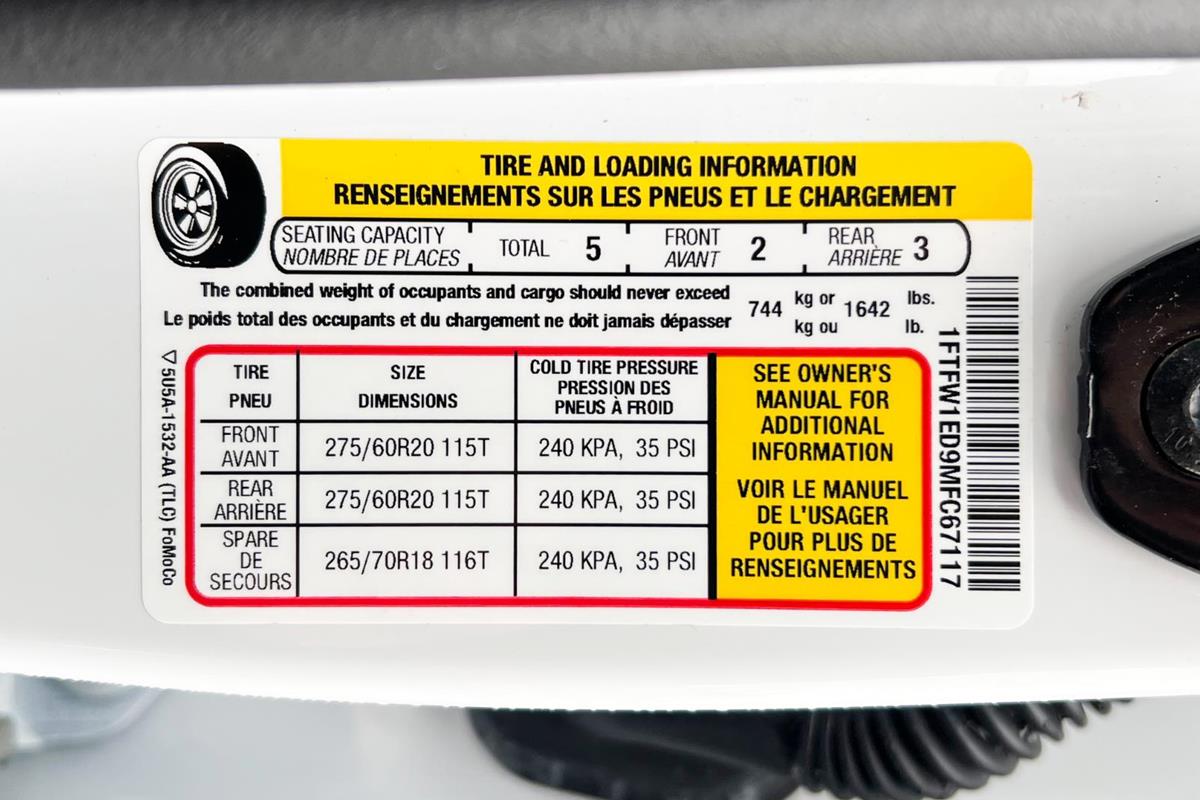 TIRE AND LOADING INFORMATION
RENSEIGNEMENTS SUR LES PNEUS ET LE CHARGEMENT
SEATING CAPACITY
NOMBRE DE PLACES
TOTAL 5
FRONT
AVANT
2
REAR
ARRIÈRE
3
The combined weight of occupants and cargo should never exceed
Le poids total des occupants et du chargement ne doit jamais dépasser
744
kg or
kg ou
1642
lbs.
lb.
TIRE
PNEU
SIZE
DIMENSIONS
COLD TIRE PRESSURE
PRESSION DES
PNEUS À FROID
FRONT
AVANT
275/60R20 115T
240 KPA, 35 PSI
REAR
ARRIÈRE
275/60R20 115T
240 KPA, 35 PSI
SPARE
DE
SECOURS
265/70R18 116T
240 KPA, 35 PSI
SEE OWNER'S
MANUAL FOR
ADDITIONAL
INFORMATION
VOIR LE MANUEL
DE L'USAGER
POUR PLUS DE
RENSEIGNEMENTS
▽ 5U5A-1532-AA (TLC) FoMoCo
1FTFW1ED9MFC67117